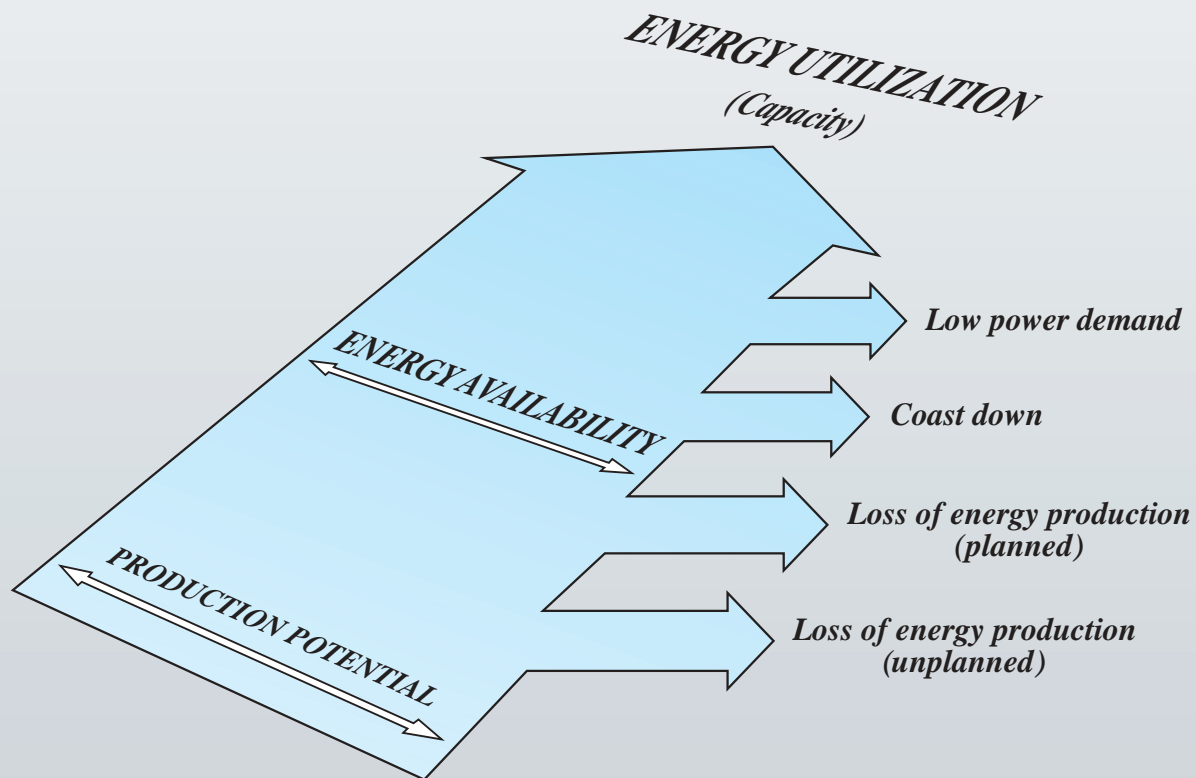 ENERGY UTILIZATION
(Capacity)
Low power demand
ENERGY AVAILABILITY
Coast down
Loss of energy production
(planned)
PRODUCTION POTENTIAL
Loss of energy production
(unplanned)